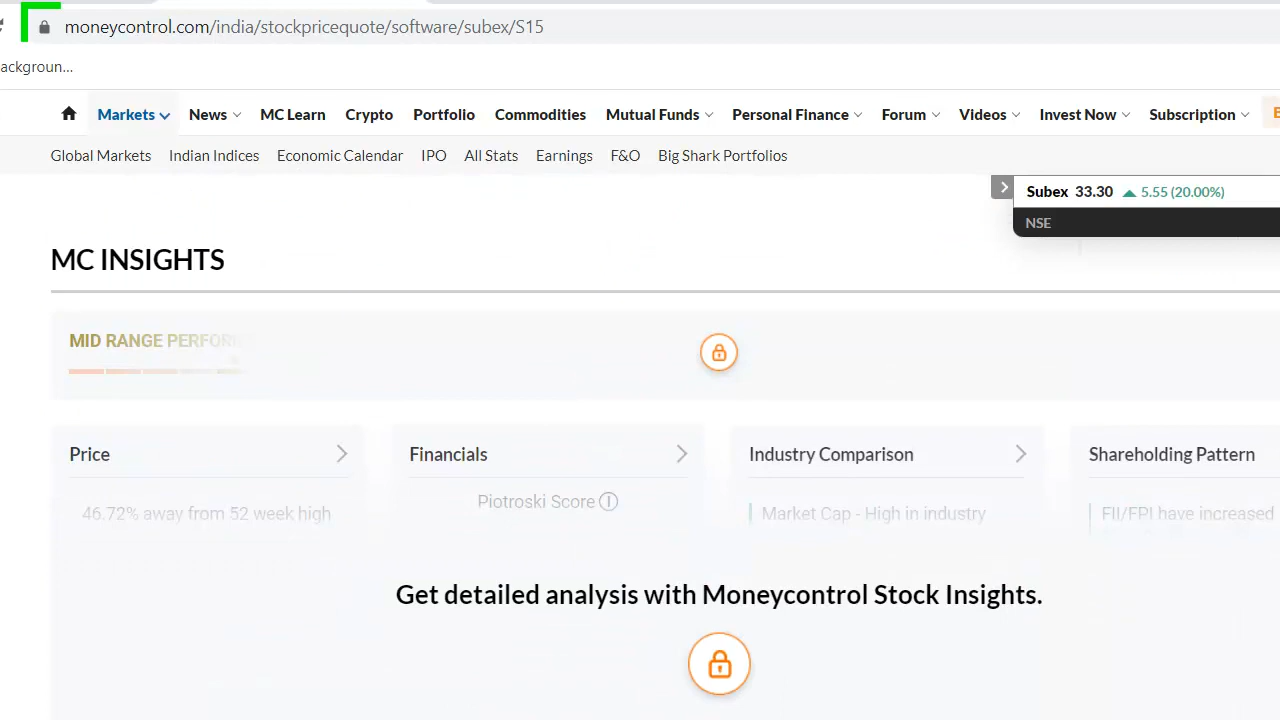 moneycontrol.com/india/stockpricequote/software/subex/S15
ackgroun...
Markets News MC Learn Crypto Portfolio Commodities Mutual Funds Personal Finance Forum Videos Invest Now Subscription
Global Markets Indian Indices Economic Calendar IPO All Stats Earnings F&O Big Shark Portfolios
Subex 33.30 5.55 (20.00%)
NSE
MC INSIGHTS
MID RANGE PERFOR
Price Financials Industry Comparison Shareholding Pattern
Piotroski Score
46.72% away from 52 week high Market Cap - High in industry FII/FPI have increased
Get detailed analysis with Moneycontrol Stock Insights.